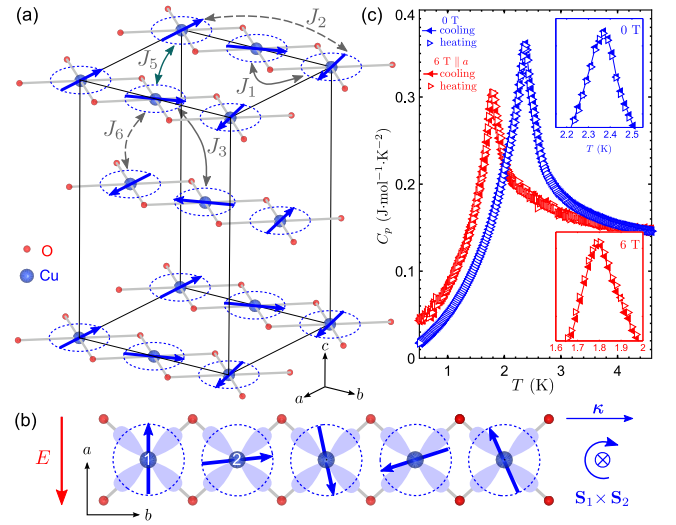 (a)
J₂
J₅
J₁
J₆
J₃
O
Cu
c
a
b
(c)
0 T
cooling
heating
6 T ∥ a
cooling
heating
0 T
2.2 2.3 2.4 2.5
T (K)
6 T
1.6 1.7 1.8 1.9 2
0.4
0.3
0.2
0.1
0
Cₚ (J·mol⁻¹·K⁻²)
1 2 3 4
T (K)
(b)
E
a
b
1
2
κ
S₁ × S₂